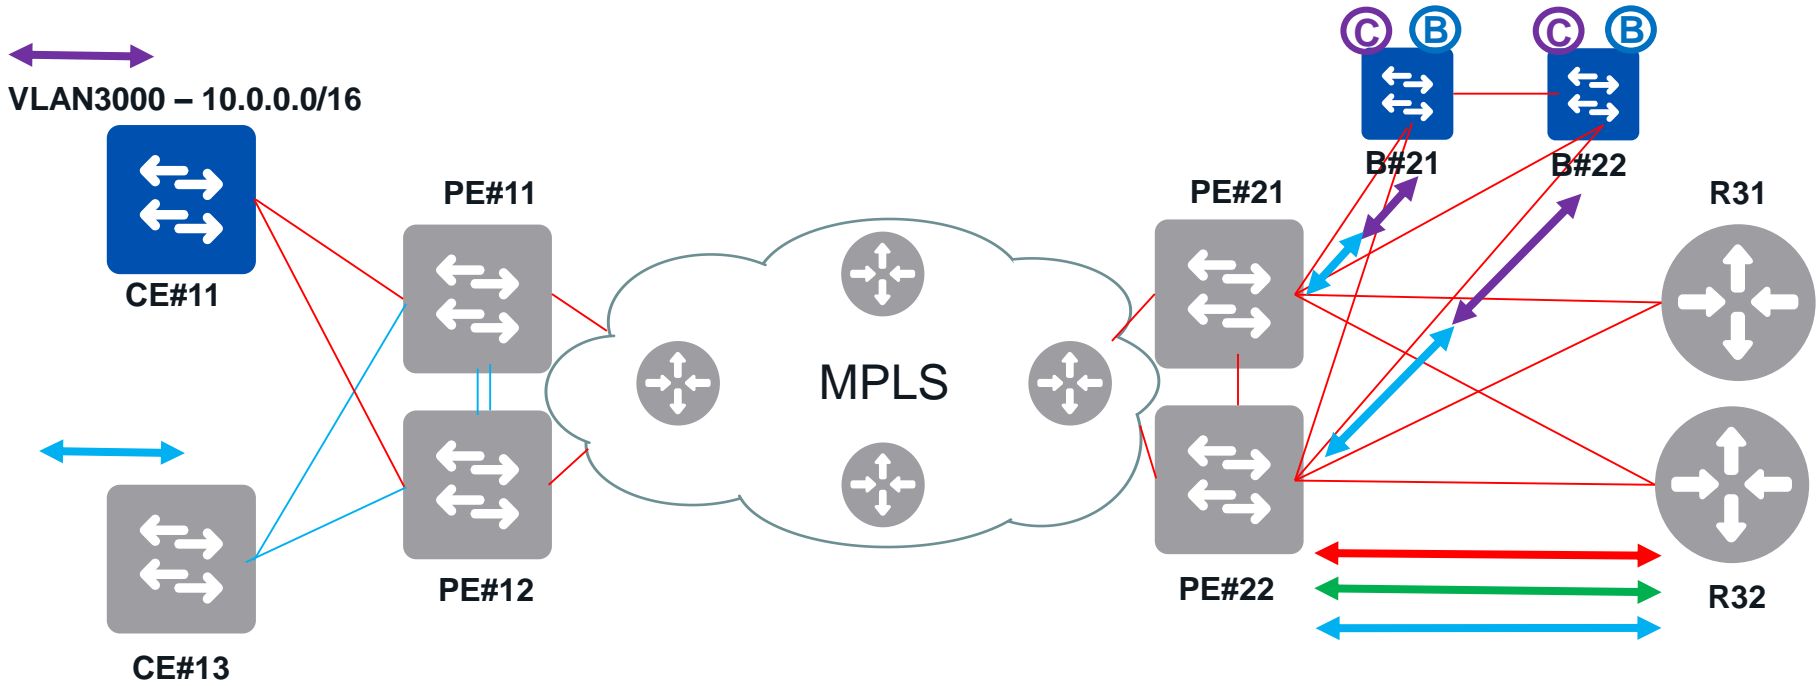 C B C B
VLAN3000 – 10.0.0.0/16
B#21 B#22
PE#11 PE#21 R31
CE#11
MPLS
PE#12 PE#22 R32
CE#13